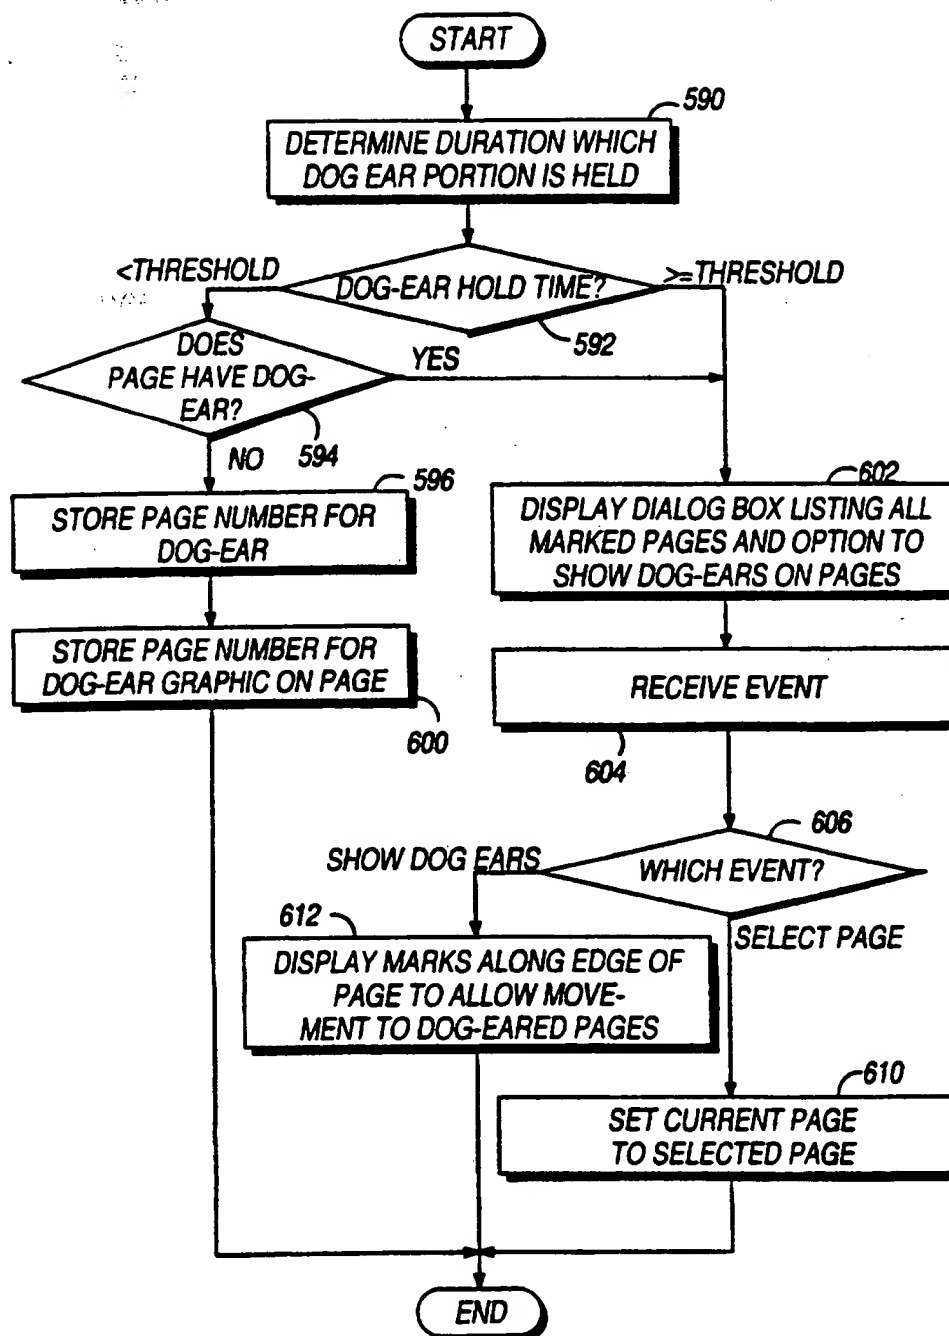 START
590
DETERMINE DURATION WHICH
DOG EAR PORTION IS HELD
<THRESHOLD
DOG-EAR HOLD TIME?
>=THRESHOLD
592
DOES
PAGE HAVE DOG-
EAR?
YES
594
NO
596
STORE PAGE NUMBER FOR
DOG-EAR
602
DISPLAY DIALOG BOX LISTING ALL
MARKED PAGES AND OPTION TO
SHOW DOG-EARS ON PAGES
STORE PAGE NUMBER FOR
DOG-EAR GRAPHIC ON PAGE
600
RECEIVE EVENT
604
606
SHOW DOG EARS
WHICH EVENT?
612
SELECT PAGE
DISPLAY MARKS ALONG EDGE OF
PAGE TO ALLOW MOVE-
MENT TO DOG-EARED PAGES
610
SET CURRENT PAGE
TO SELECTED PAGE
END